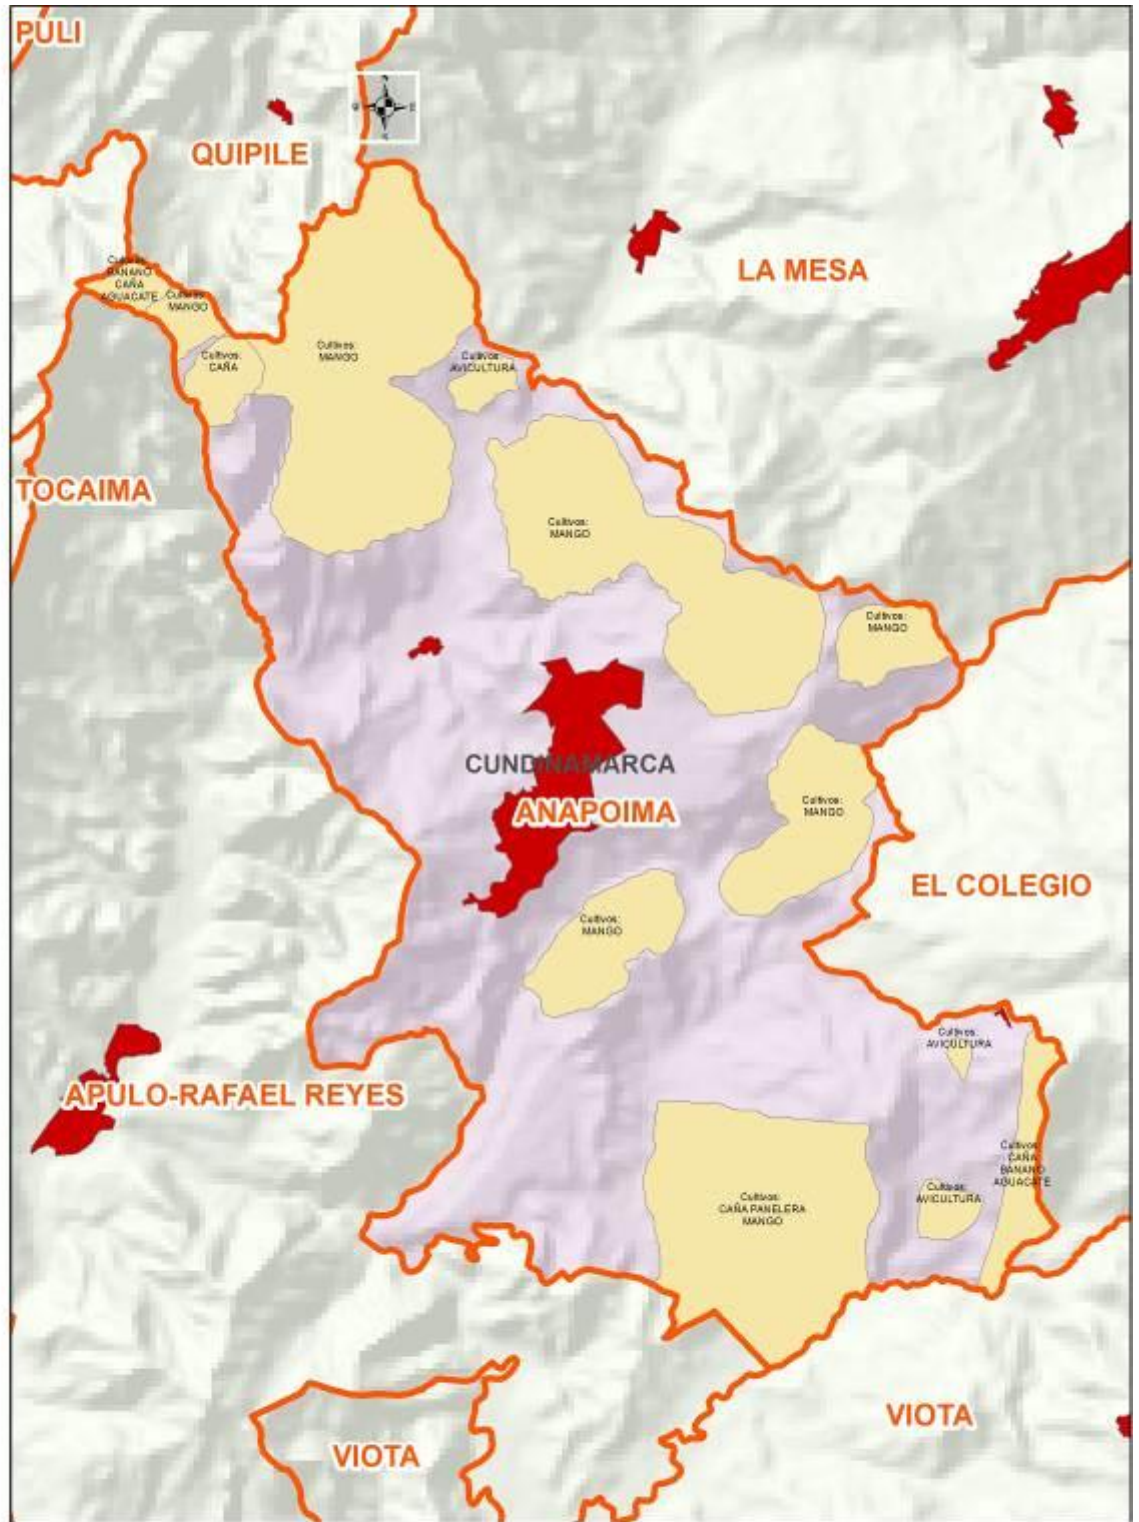 PULI
QUIPILE
LA MESA
Cultivos:
BANANO
CAÑA
AGUACATE
Cultivos:
MANGO
Cultivos:
CAÑA
Cultivos:
MANGO
Cultivos:
AVICULTURA
TOCAIMA
Cultivos:
MANGO
Cultivos:
MANGO
CUNDINAMARCA
ANAPOIMA
Cultivos:
MANGO
EL COLEGIO
Cultivos:
MANGO
Cultivos:
AVICULTURA
APULO-RAFAEL REYES
Cultivos:
CAÑA
BANANO
AGUACATE
Cultivos:
AVICULTURA
Cultivos:
CAÑA PANELERA
MANGO
VIOTA
VIOTA